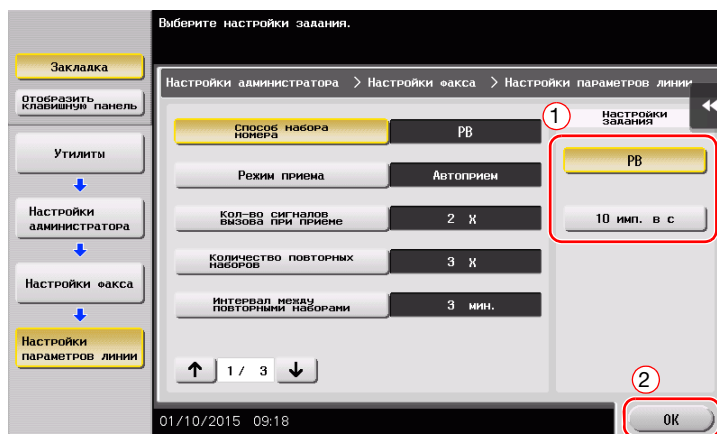 Выберите настройки задания.
Закладка
Отобразить
клавишную панель
Утилиты
Настройки
администратора
Настройки факса
Настройки
параметров линии
Настройки администратора > Настройки факса > Настройки параметров линии
Способ набора
номера
PB
Режим приема
Автоприем
Кол-во сигналов
вызова при приеме
2 X
Количество повторных
наборов
3 X
Интервал между
повторными наборами
3 мин.
↑ 1/ 3 ↓
1
Настройки
задания
PB
10 имп. в с
2
OK
01/10/2015 09:18